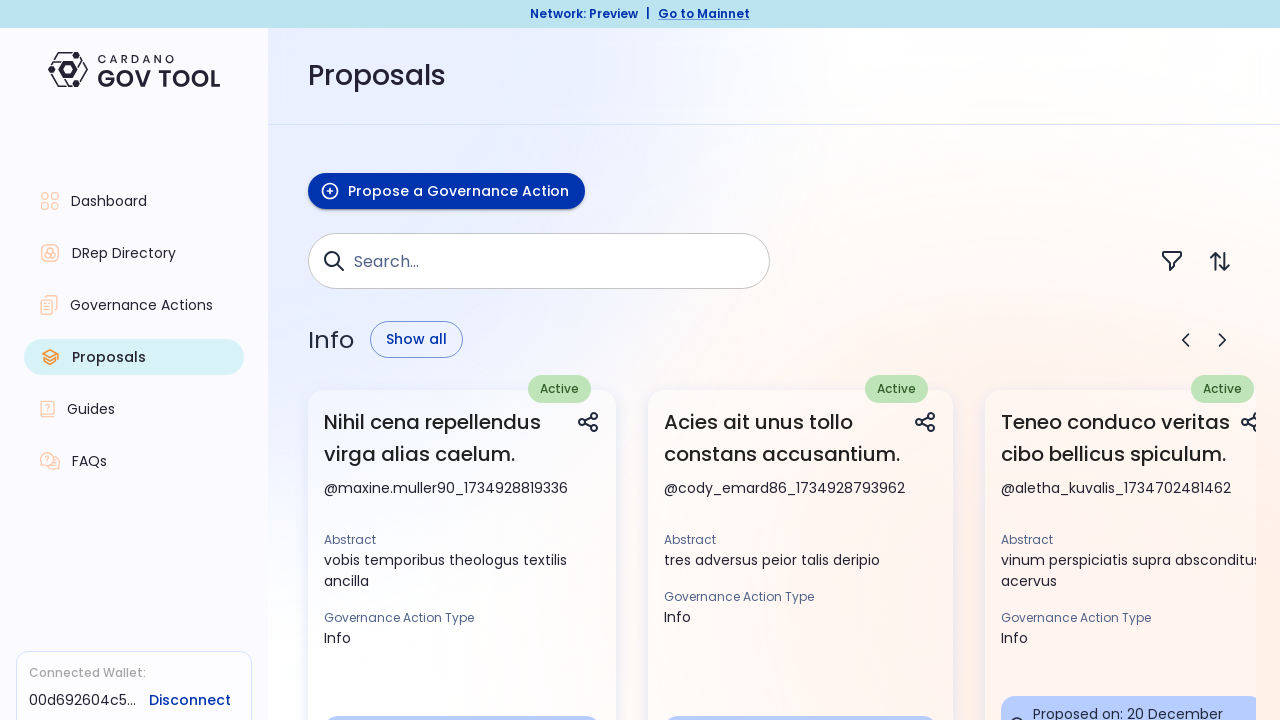 Network: Preview | Go to Mainnet
CARDANO
GOV TOOL
Dashboard
DRep Directory
Governance Actions
Proposals
Guides
FAQs
Connected Wallet:
00d692604c5... Disconnect
Proposals
Propose a Governance Action
Search...
Info Show all
Active
Nihil cena repellendus
virga alias caelum.
@maxine.muller90_1734928819336
Abstract
vobis temporibus theologus textilis
ancilla
Governance Action Type
Info
Active
Acies ait unus tollo
constans accusantium.
@cody_emard86_1734928793962
Abstract
tres adversus peior talis deripio
Governance Action Type
Info
Active
Teneo conduco veritas
cibo bellicus spiculum.
@aletha_kuvalis_1734702481462
Abstract
vinum perspiciatis supra absconditus
acervus
Governance Action Type
Info
Proposed on: 20 December